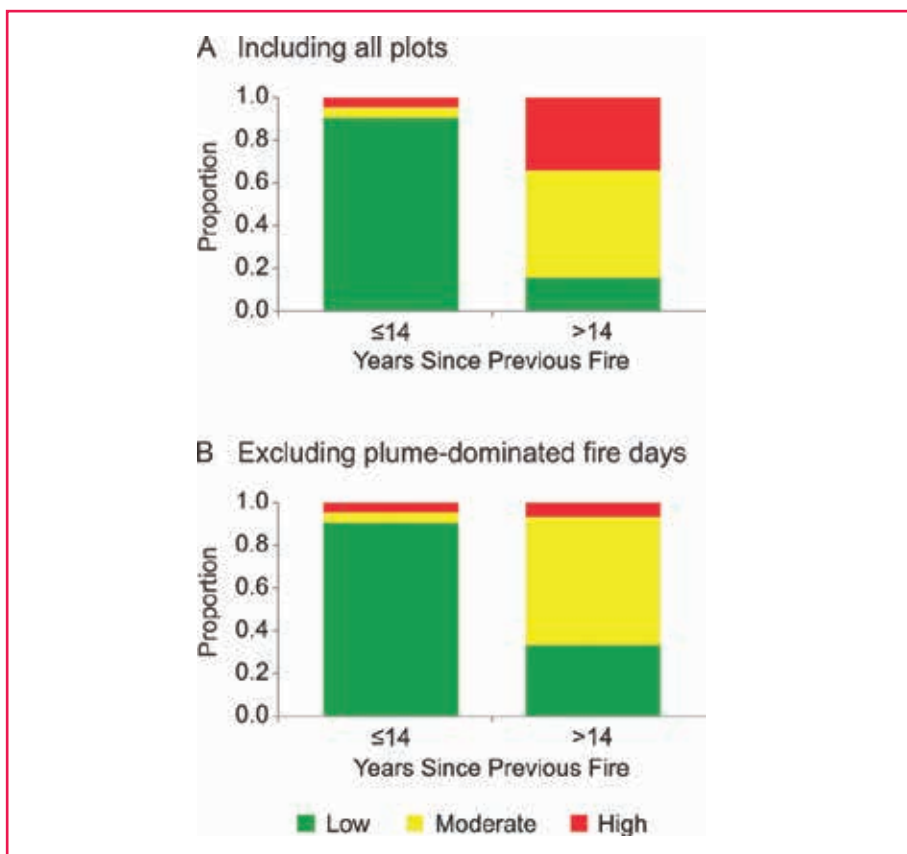 A Including all plots
1.0
0.8
0.6
0.4
0.2
0.0
Proportion
≤14 >14
Years Since Previous Fire
B Excluding plume-dominated fire days
1.0
0.8
0.6
0.4
0.2
0.0
Proportion
≤14 >14
Years Since Previous Fire
Low Moderate High